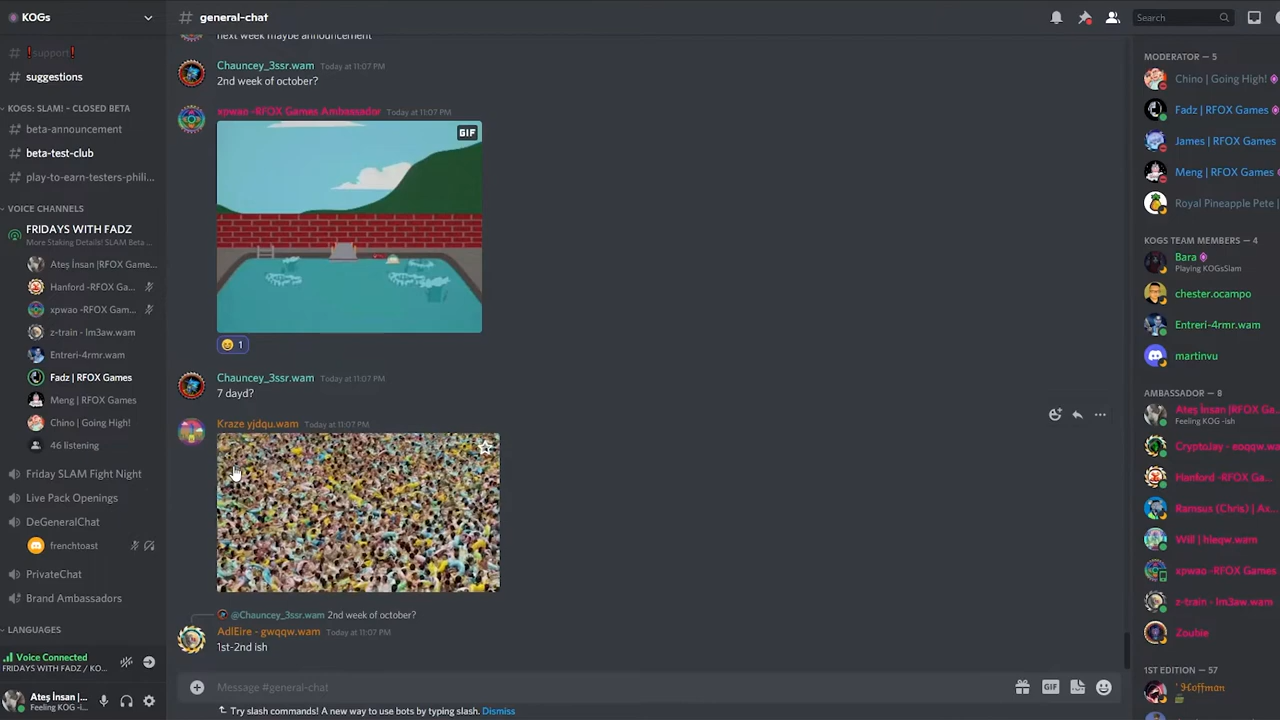 KOGs
general-chat
Search
support
suggestions
KOGS: SLAM! - CLOSED BETA
beta-announcement
beta-test-club
play-to-earn-testers-phili...
VOICE CHANNELS
FRIDAYS WITH FADZ
More Staking Details! SLAM Beta ...
Ateş İnsan |RFOX Game...
Hanford -RFOX Ga...
xpwao -RFOX Gam...
z-train - lm3aw.wam
Entreri-4rmr.wam
Fadz | RFOX Games
Meng | RFOX Games
Chino | Going High!
46 listening
Friday SLAM Fight Night
Live Pack Openings
DeGeneralChat
frenchtoast
PrivateChat
Brand Ambassadors
LANGUAGES
Voice Connected
FRIDAYS WITH FADZ / KO...
Ateş İnsan |...
Feeling KOG -i...
next week maybe announcement
Chauncey_3ssr.wam Today at 11:07 PM
2nd week of october?
xpwao -RFOX Games Ambassador Today at 11:07 PM
GIF
1
Chauncey_3ssr.wam Today at 11:07 PM
7 dayd?
Kraze yjdqu.wam Today at 11:07 PM
@Chauncey_3ssr.wam 2nd week of october?
AdlEire - gwqqw.wam Today at 11:07 PM
1st-2nd ish
Message #general-chat
GIF
Try slash commands! A new way to use bots by typing slash. Dismiss
MODERATOR — 5
Chino | Going High!
Fadz | RFOX Games
James | RFOX Games
Meng | RFOX Games
Royal Pineapple Pete |
KOGS TEAM MEMBERS — 4
Bara
Playing KOGsSlam
chester.ocampo
Entreri-4rmr.wam
martinvu
AMBASSADOR — 8
Ateş İnsan |RFOX Ga...
Feeling KOG -ish
CryptoJay - eoqqw.wa
Hanford -RFOX Ga...
Ramsus (Chris) | Ax...
Will | hleqw.wam
xpwao -RFOX Games
z-train - lm3aw.wam
Zoubie
1ST EDITION — 57
Hoffman